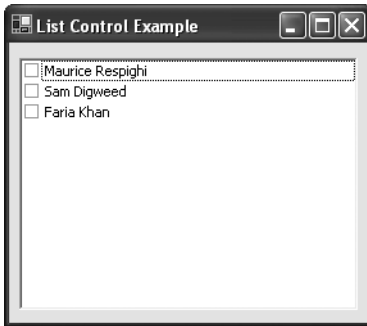 List Control Example
Maurice Respighi
Sam Digweed
Faria Khan